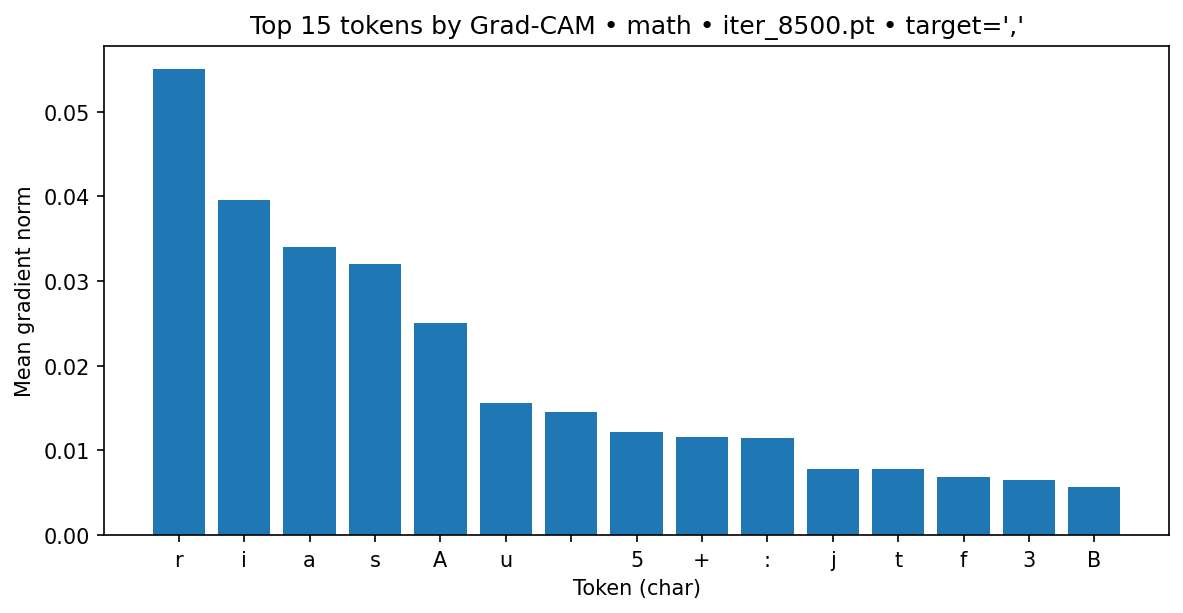 Top 15 tokens by Grad-CAM • math • iter_8500.pt • target=','
Mean gradient norm
0.05
0.04
0.03
0.02
0.01
0.00
r i a s A u 5 + : j t f 3 B
Token (char)